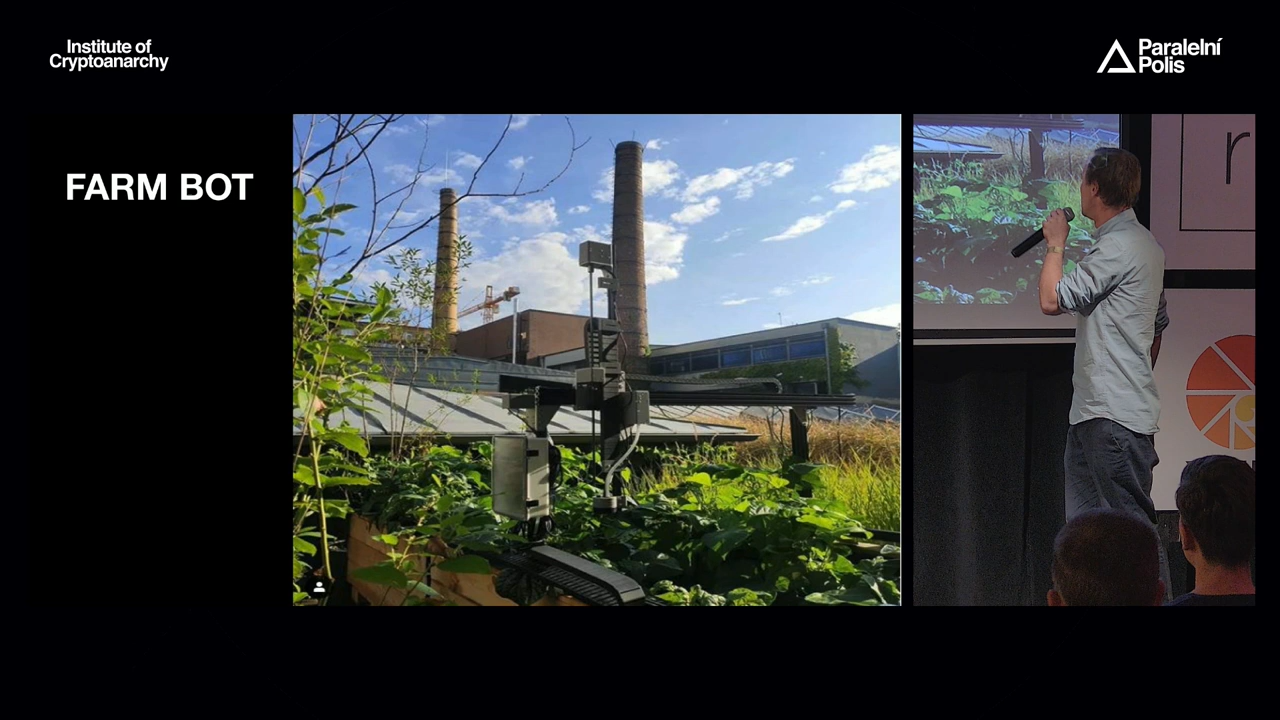 Institute of
Cryptoanarchy
Paralelní
Polis
FARM BOT
r